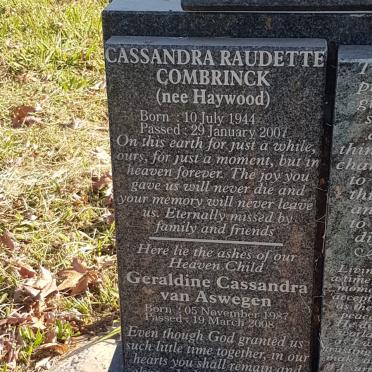 CASSANDRA RAUDETTE
COMBRINCK
(nee Haywood)
Born : 10 July 1944
Passed : 29 January 2007
On this earth for just a while,
ours, for just a moment, but in
heaven forever. The joy you
gave us will never die and
your memory will never leave
us. Eternally missed by
family and friends
Here lie the ashes of our
Heaven Child
Geraldine Cassandra
van Aswegen
Born : 05 November 1987
Passed : 19 March 2008
Even though God granted us
such little time together, in our
hearts you shall remain and